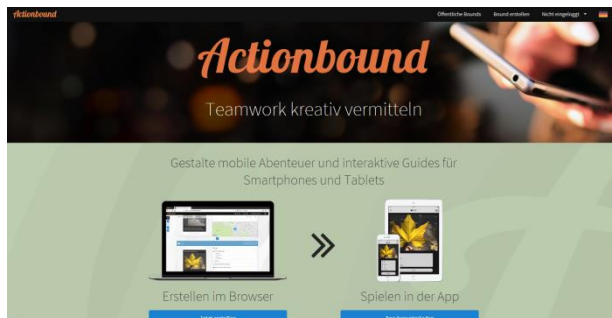 Actionbound
Öffentliche Bounds Bound erstellen Nicht eingeloggt
Actionbound
Teamwork kreativ vermitteln
Gestalte mobile Abenteuer und interaktive Guides für
Smartphones und Tablets
Erstellen im Browser
Spielen in der App